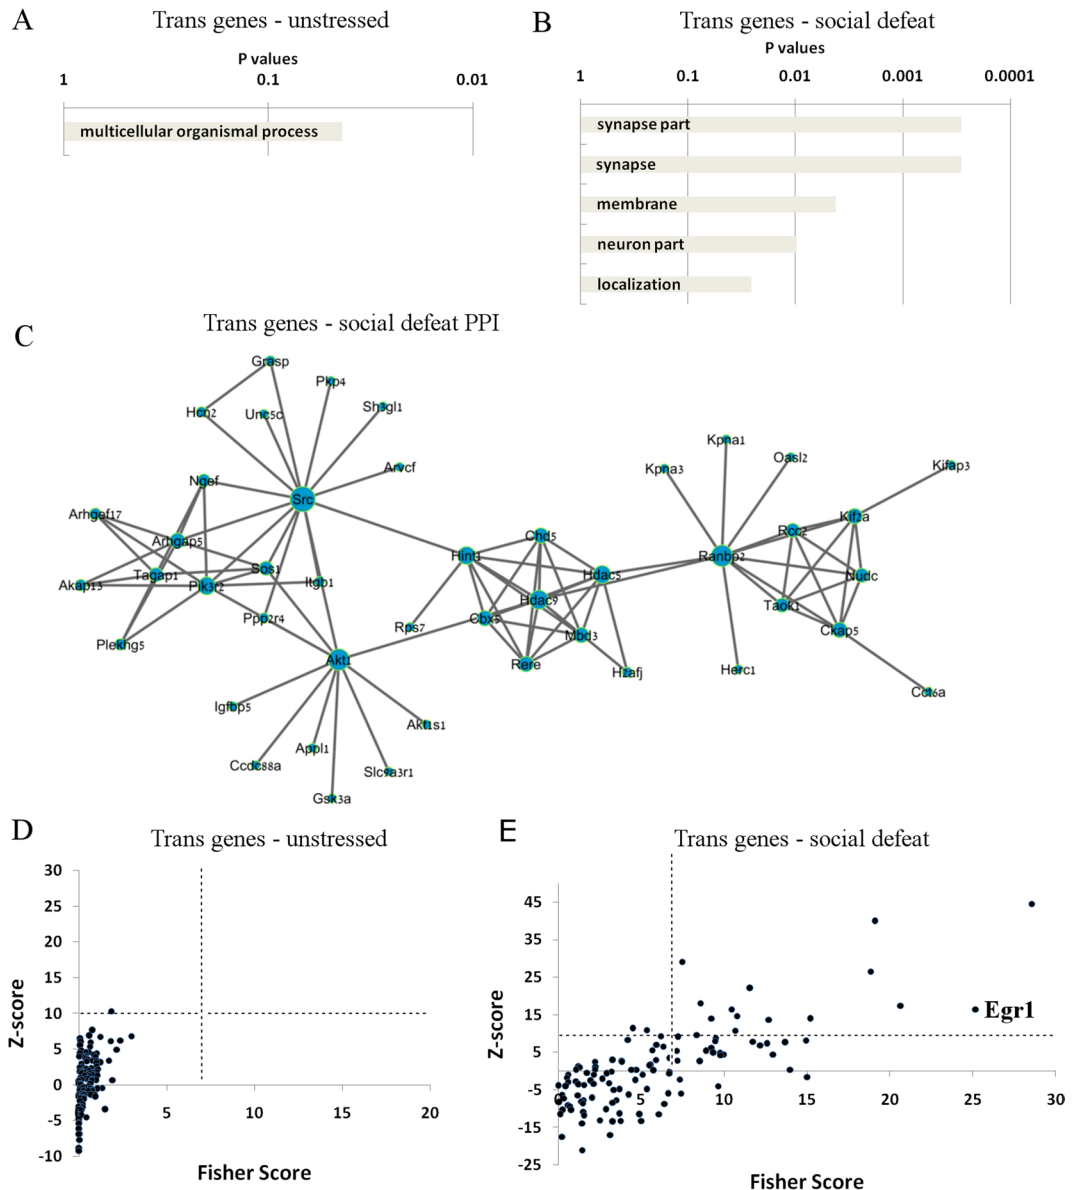 A
Trans genes - unstressed
P values
1 0.1 0.01
multicellular organismal process
B
Trans genes - social defeat
P values
1 0.1 0.01 0.001 0.0001
synapse part
synapse
membrane
neuron part
localization
C
Trans genes - social defeat PPI
Grasp
Pkp4
Hcn2
Unc5c
Sh3gl1
Arvcf
Ngef
Src
Arhgef17
Arhgap5
Tagap1
Sos1
Akap13
Pik3r2
Itgb1
Ppp2r4
Plekhg5
Akt1
Igfbp5
Akt1s1
Appl1
Ccdc88a
Slc9a3r1
Gsk3a
Hint1
Chd5
Hdac5
Hdac9
Cbx5
Rps7
Mbd3
Rere
H2afj
Kpna1
Kpna3
Oasl2
Kifap3
Kif2a
Rcc2
Ranbp2
Nudc
Taok1
Ckap5
Herc1
Cct6a
D
Trans genes - unstressed
Z-score
30
25
20
15
10
5
0
-5
-10
5 10 15 20
Fisher Score
E
Trans genes - social defeat
Z-score
45
35
25
15
5
-5
-15
-25
Egr1
0 5 10 15 20 25 30
Fisher Score